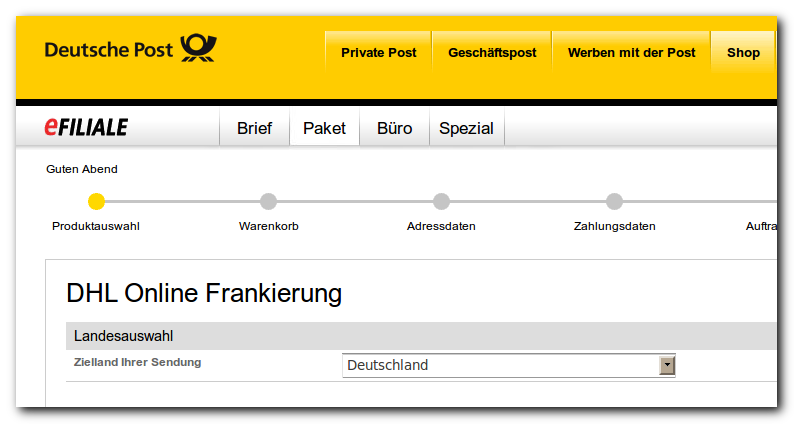 Deutsche Post
Private Post Geschäftspost Werben mit der Post Shop
eFILIALE Brief Paket Büro Spezial
Guten Abend
Produktauswahl Warenkorb Adressdaten Zahlungsdaten Auftra
DHL Online Frankierung
Landesauswahl
Zielland Ihrer Sendung Deutschland